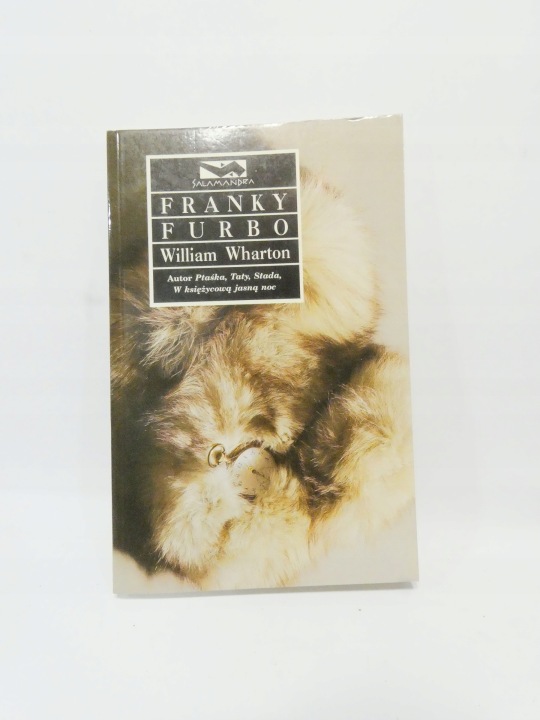 SALAMANDRA
FRANKY
FURBO
William Wharton
Autor Ptaśka, Taty, Stada,
W księżycową jasną noc